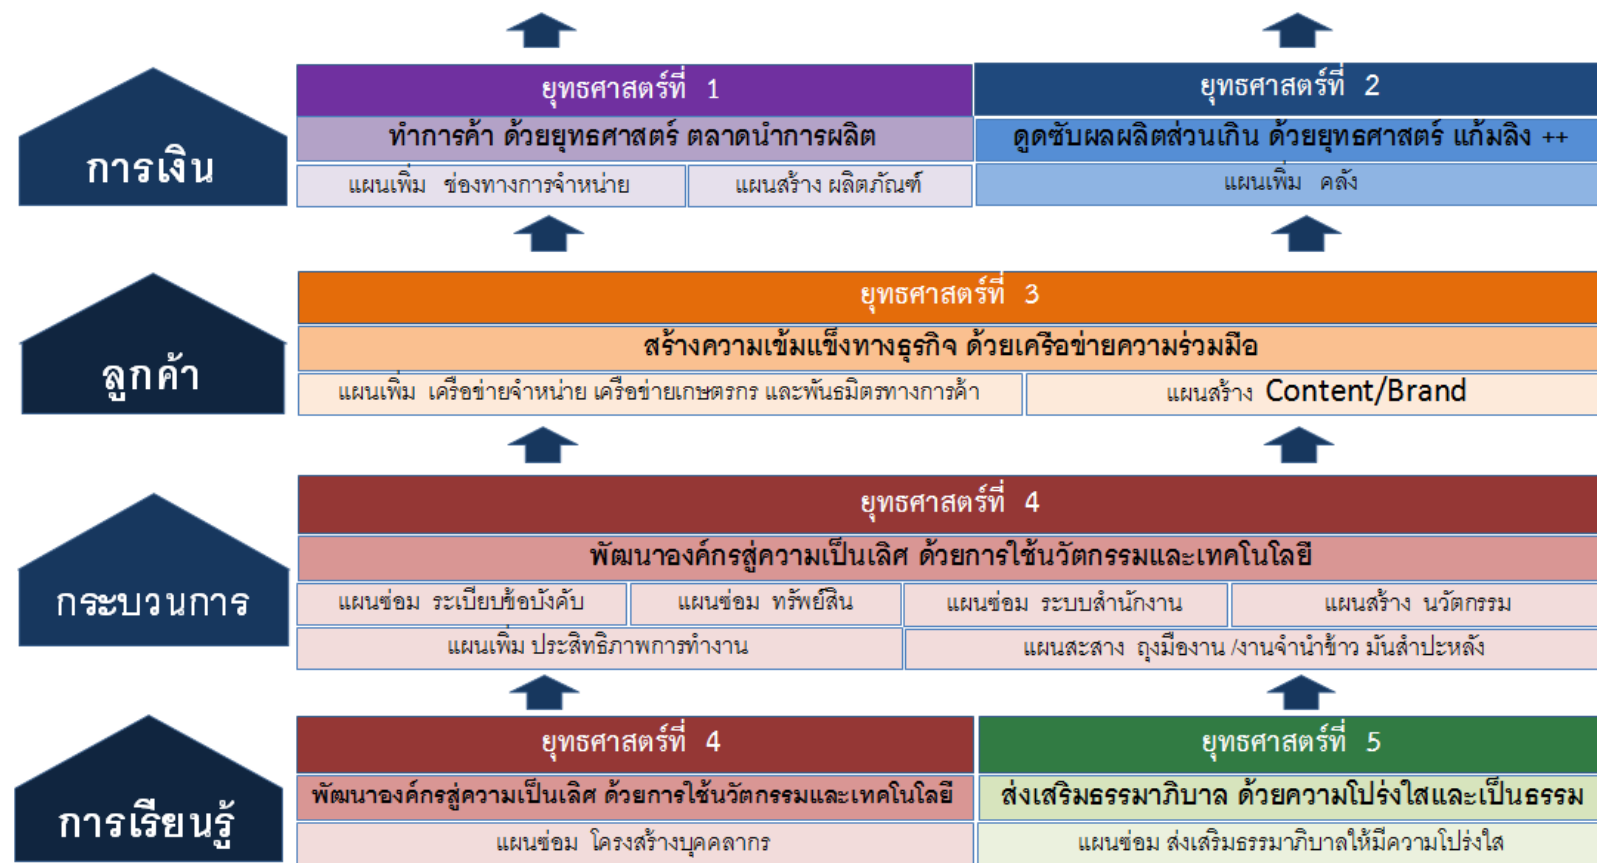 การเงิน
ยุทธศาสตร์ที่ 1
ยุทธศาสตร์ที่ 2
ทำการค้า ด้วยยุทธศาสตร์ ตลาดนำการผลิต
ดูดซับผลผลิตส่วนเกิน ด้วยยุทธศาสตร์ แก้มลิง ++
แผนเพิ่ม ช่องทางการจำหน่าย
แผนสร้าง ผลิตภัณฑ์
แผนเพิ่ม คลัง
ลูกค้า
ยุทธศาสตร์ที่ 3
สร้างความเข้มแข็งทางธุรกิจ ด้วยเครือข่ายความร่วมมือ
แผนเพิ่ม เครือข่ายจำหน่าย เครือข่ายเกษตรกร และพันธมิตรทางการค้า
แผนสร้าง Content/Brand
กระบวนการ
ยุทธศาสตร์ที่ 4
พัฒนาองค์กรสู่ความเป็นเลิศ ด้วยการใช้นวัตกรรมและเทคโนโลยี
แผนซ่อม ระเบียบข้อบังคับ
แผนซ่อม ทรัพย์สิน
แผนซ่อม ระบบสำนักงาน
แผนสร้าง นวัตกรรม
แผนเพิ่ม ประสิทธิภาพการทำงาน
แผนสะสาง ถุงมืองาน /งานจำนำข้าว มันสำปะหลัง
การเรียนรู้
ยุทธศาสตร์ที่ 4
ยุทธศาสตร์ที่ 5
พัฒนาองค์กรสู่ความเป็นเลิศ ด้วยการใช้นวัตกรรมและเทคโนโลยี
ส่งเสริมธรรมาภิบาล ด้วยความโปร่งใสและเป็นธรรม
แผนซ่อม โครงสร้างบุคคลากร
แผนซ่อม ส่งเสริมธรรมาภิบาลให้มีความโปร่งใส